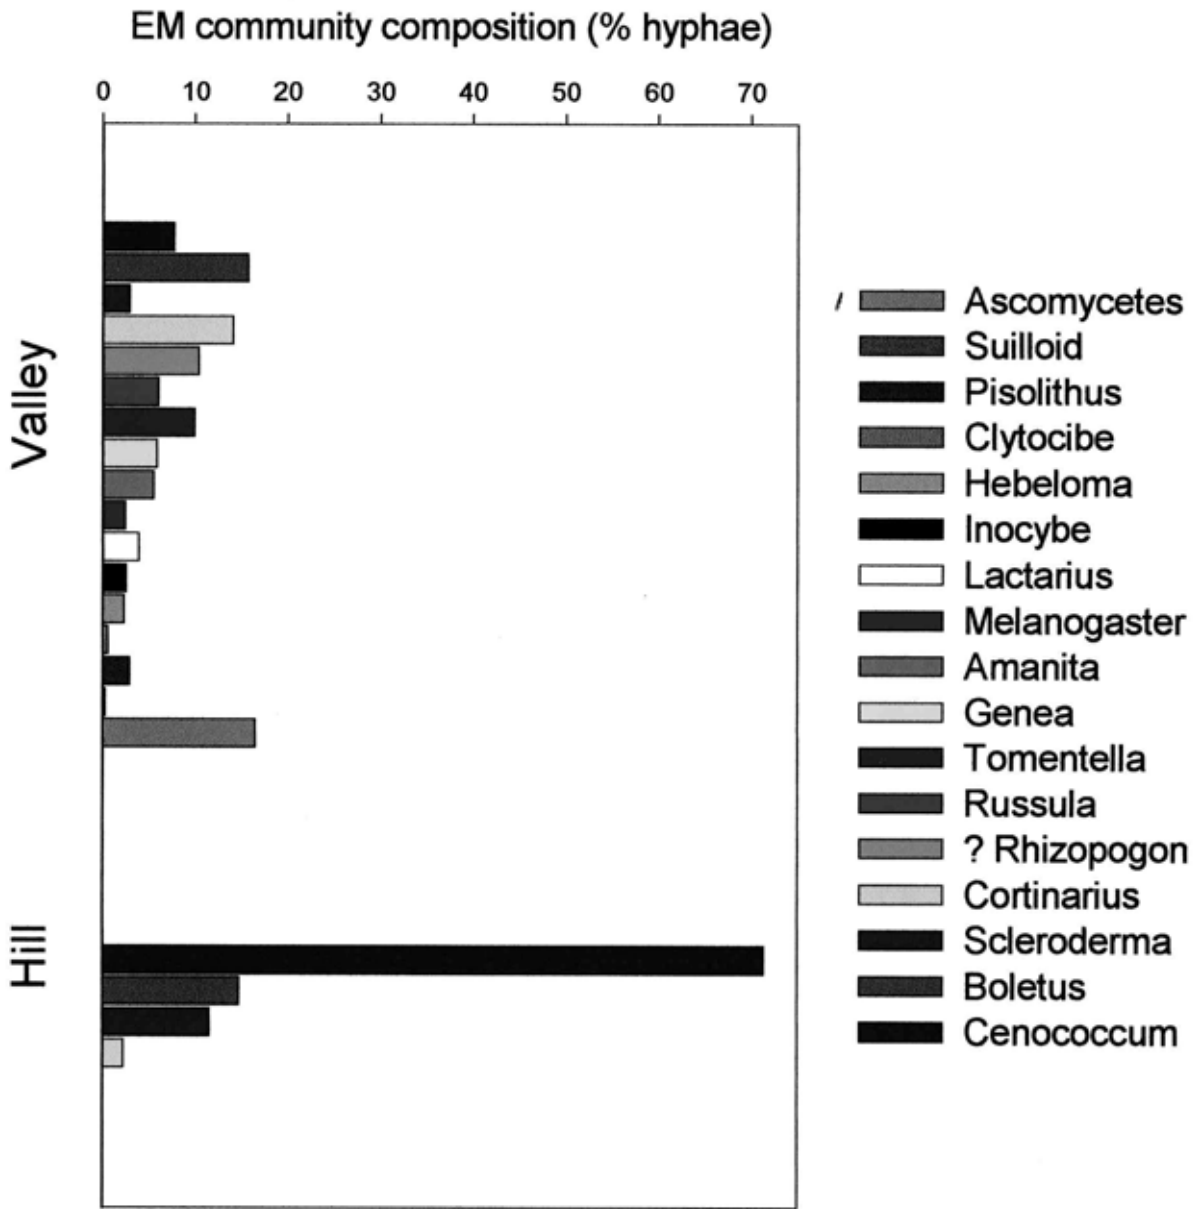 EM community composition (% hyphae)
0 10 20 30 40 50 60 70
Valley
Hill
Ascomycetes
Suilloid
Pisolithus
Clytocibe
Hebeloma
Inocybe
Lactarius
Melanogaster
Amanita
Genea
Tomentella
Russula
? Rhizopogon
Cortinarius
Scleroderma
Boletus
Cenococcum